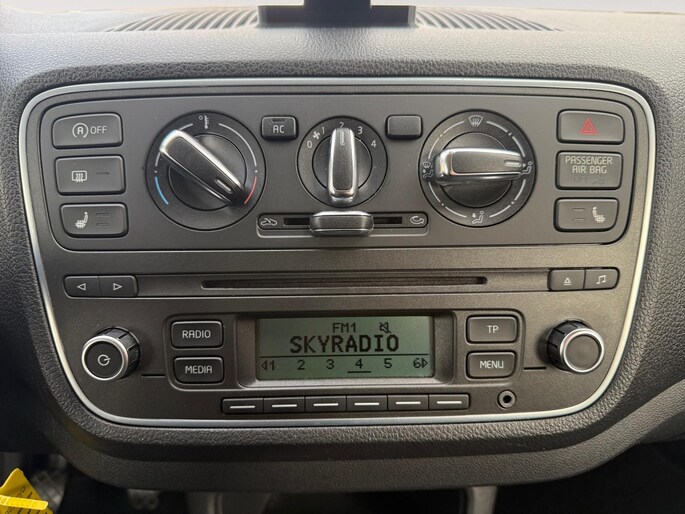 OFF
AC
0 1 2 3 4
PASSENGER
AIR BAG
RADIO
MEDIA
FM1
SKYRADIO
1 2 3 4 5 6
TP
MENU